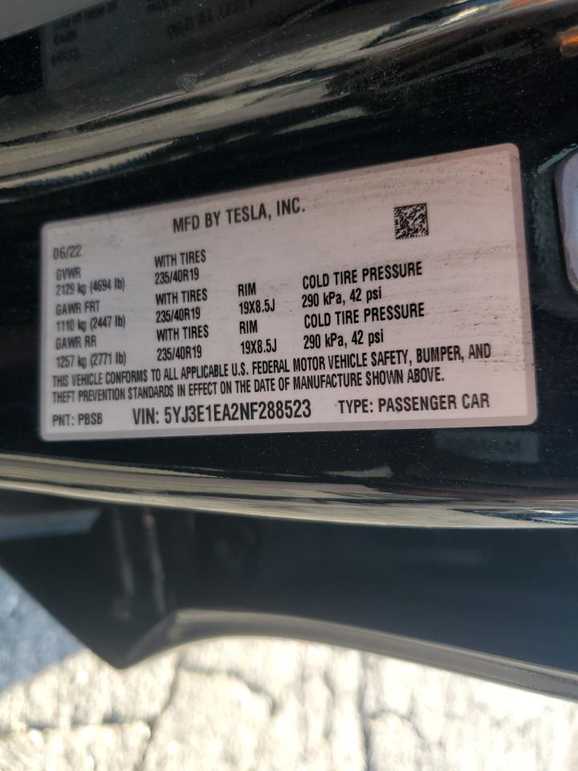 MFD BY TESLA, INC.
06/22
GVWR WITH TIRES
2129 kg (4694 lb) 235/40R19
GAWR FRT WITH TIRES RIM COLD TIRE PRESSURE
1110 kg (2447 lb) 235/40R19 19X8.5J 290 kPa, 42 psi
GAWR RR WITH TIRES RIM COLD TIRE PRESSURE
1257 kg (2771 lb) 235/40R19 19X8.5J 290 kPa, 42 psi
THIS VEHICLE CONFORMS TO ALL APPLICABLE U.S. FEDERAL MOTOR VEHICLE SAFETY, BUMPER, AND
THEFT PREVENTION STANDARDS IN EFFECT ON THE DATE OF MANUFACTURE SHOWN ABOVE.
PNT: PBSB VIN: 5YJ3E1EA2NF288523 TYPE: PASSENGER CAR